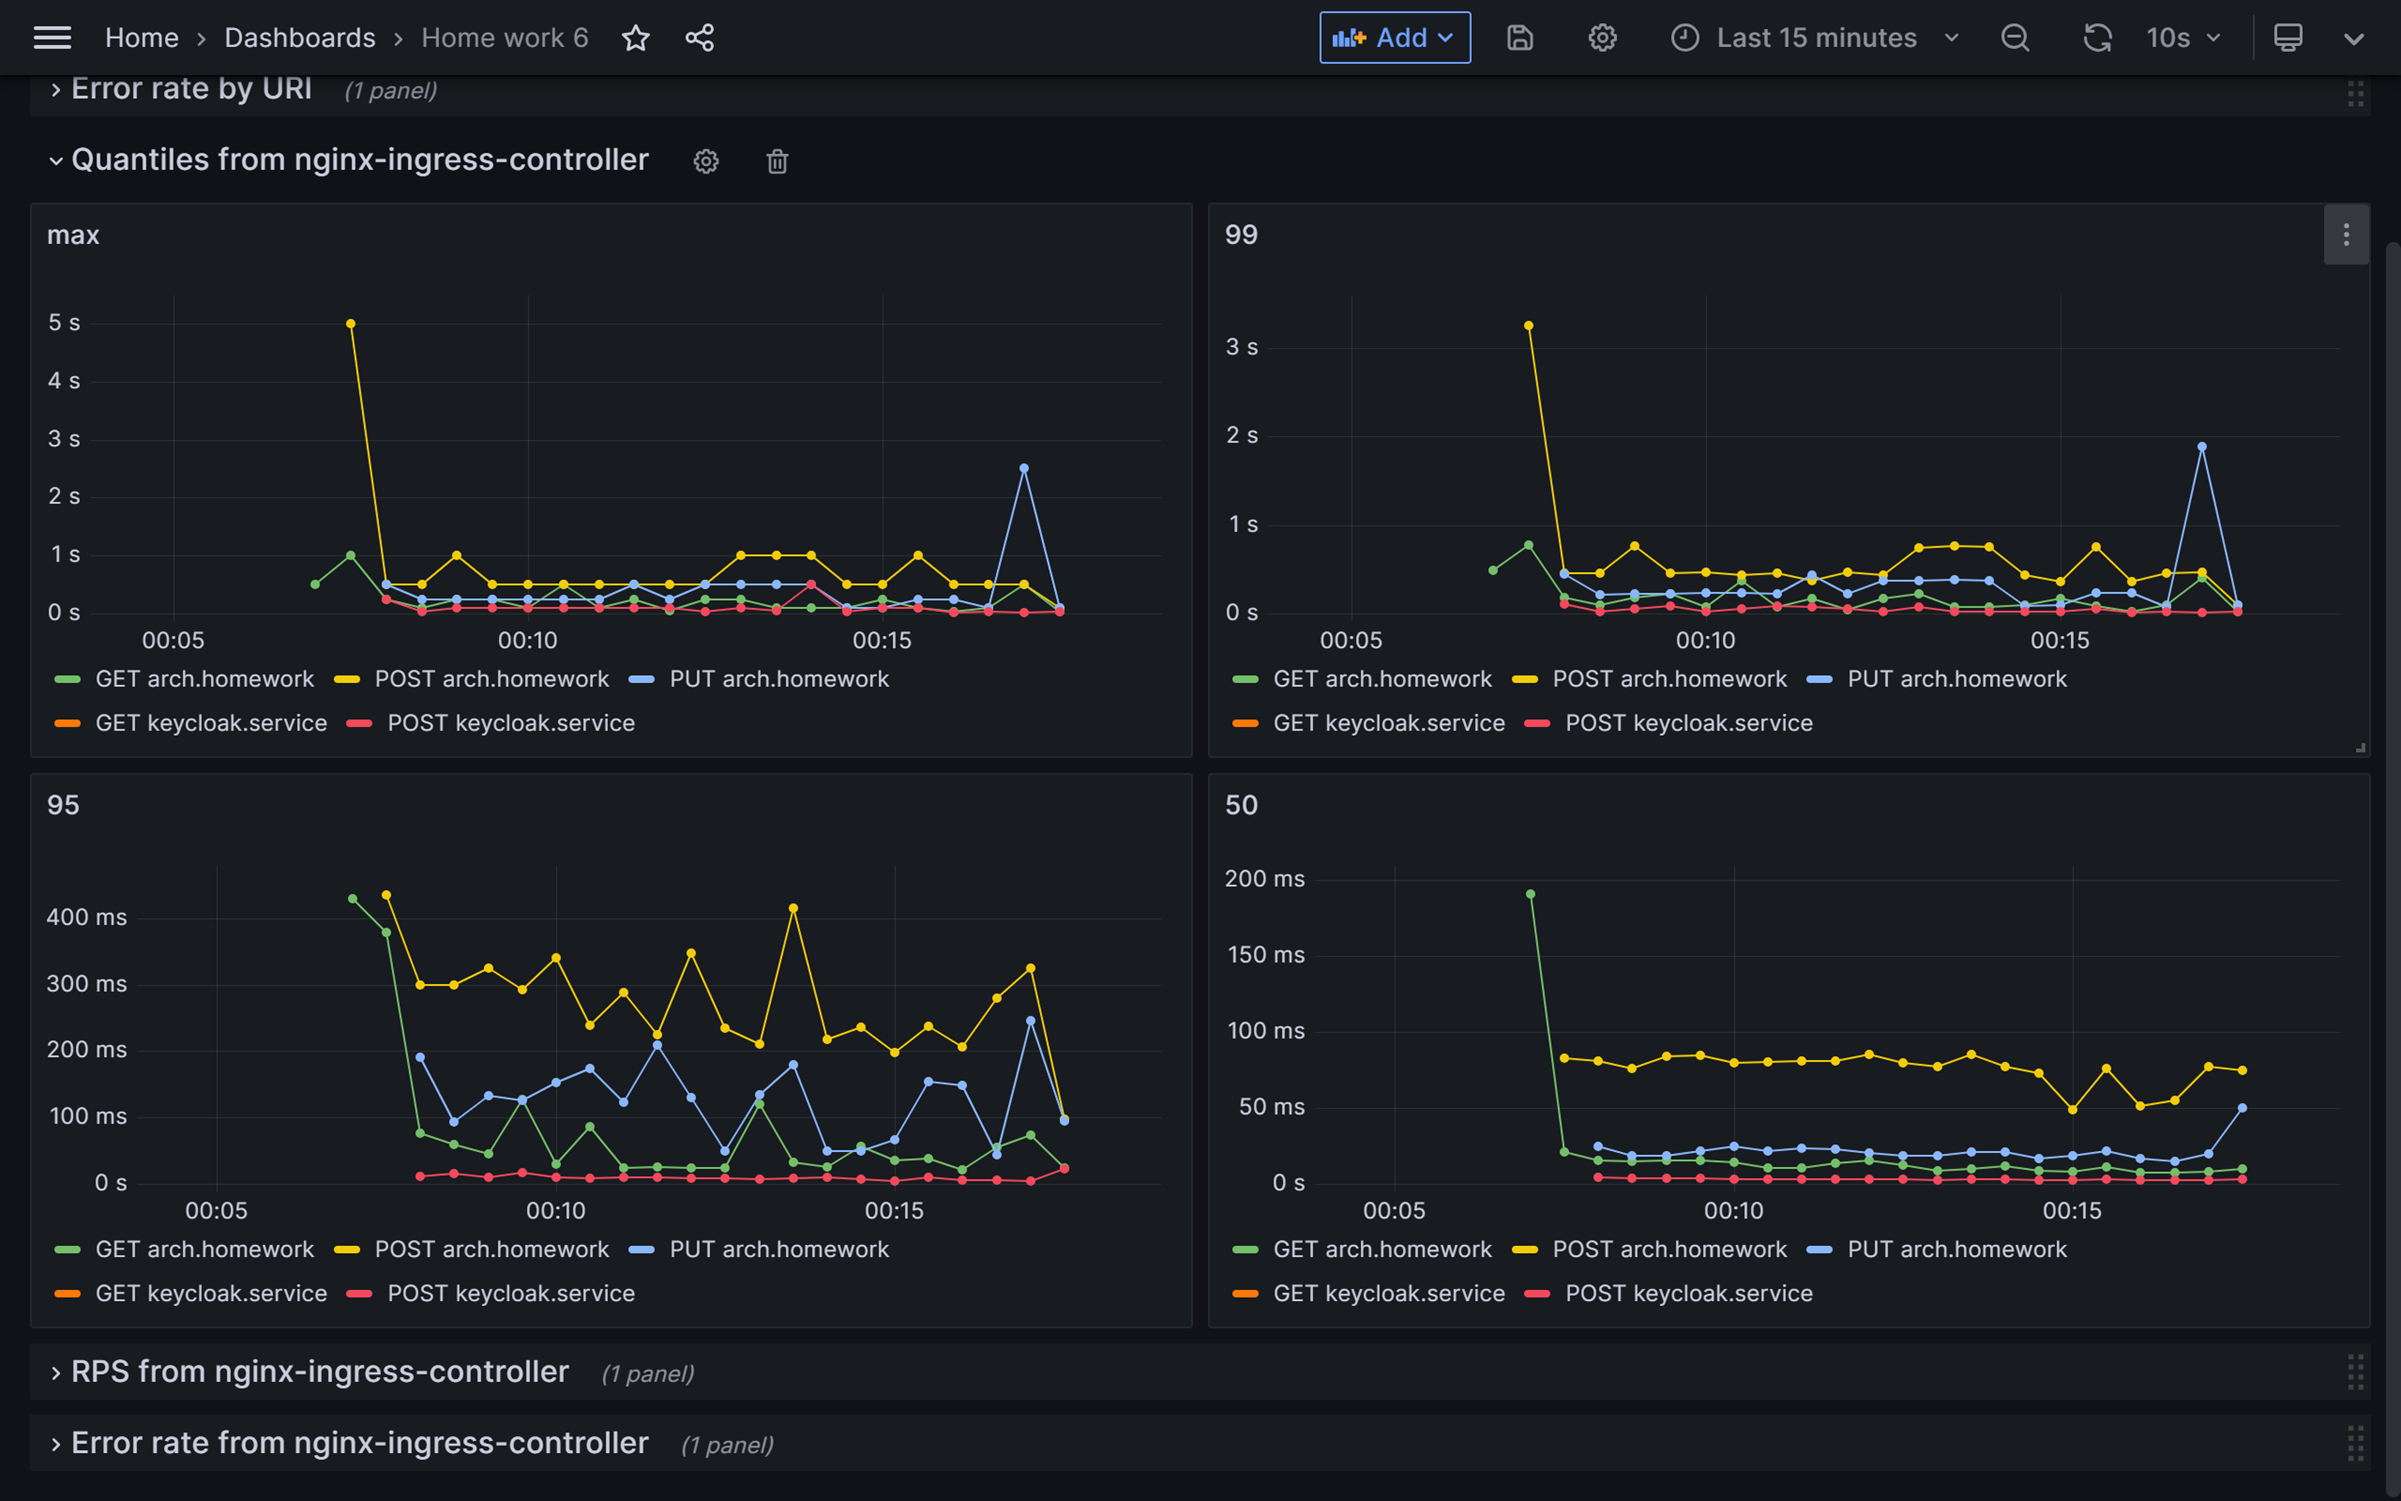 Home › Dashboards › Home work 6 Add Last 15 minutes 10s
Error rate by URI (1 panel)
Quantiles from nginx-ingress-controller
max
5 s
4 s
3 s
2 s
1 s
0 s
00:05 00:10 00:15
GET arch.homework POST arch.homework PUT arch.homework
GET keycloak.service POST keycloak.service
99
3 s
2 s
1 s
0 s
00:05 00:10 00:15
GET arch.homework POST arch.homework PUT arch.homework
GET keycloak.service POST keycloak.service
95
400 ms
300 ms
200 ms
100 ms
0 s
00:05 00:10 00:15
GET arch.homework POST arch.homework PUT arch.homework
GET keycloak.service POST keycloak.service
50
200 ms
150 ms
100 ms
50 ms
0 s
00:05 00:10 00:15
GET arch.homework POST arch.homework PUT arch.homework
GET keycloak.service POST keycloak.service
RPS from nginx-ingress-controller (1 panel)
Error rate from nginx-ingress-controller (1 panel)